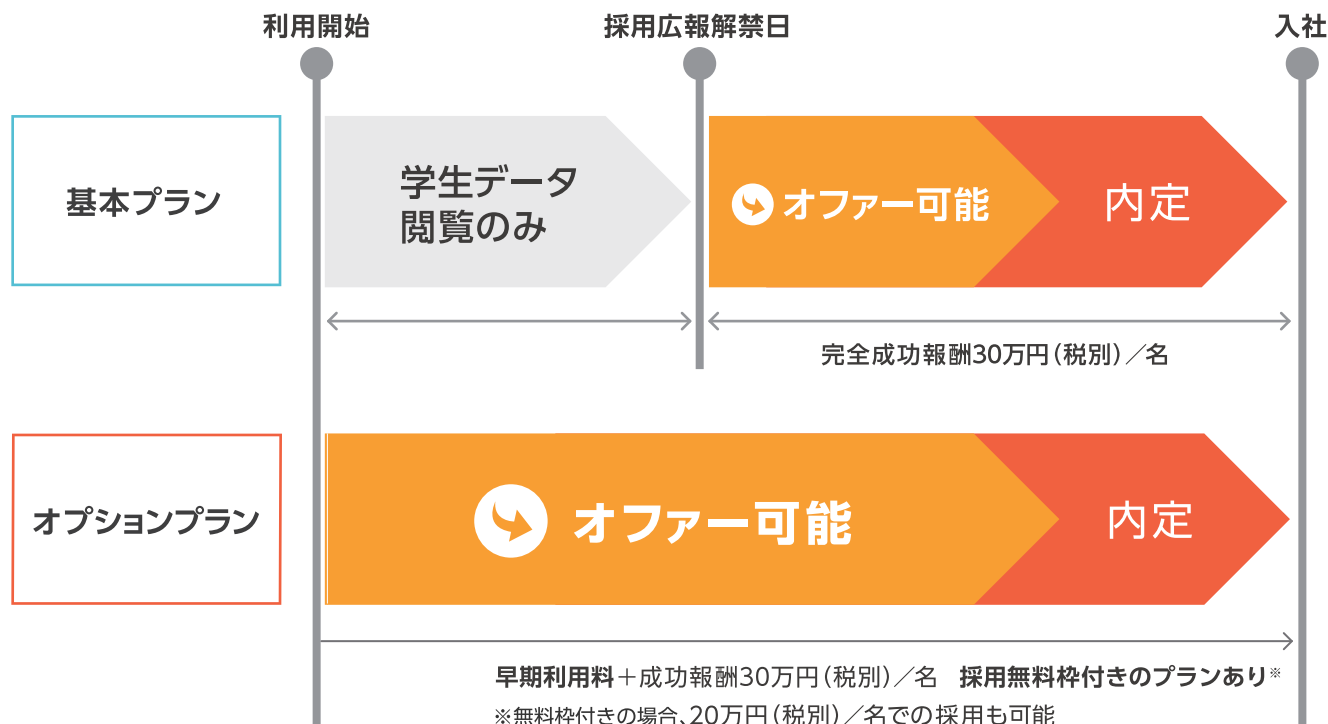 利用開始
採用広報解禁日
入社
基本プラン
学生データ
閲覧のみ
オファー可能
内定
完全成功報酬30万円(税別)／名
オプションプラン
オファー可能
内定
早期利用料＋成功報酬30万円(税別)／名 採用無料枠付きのプランあり※
※無料枠付きの場合、20万円(税別)／名での採用も可能